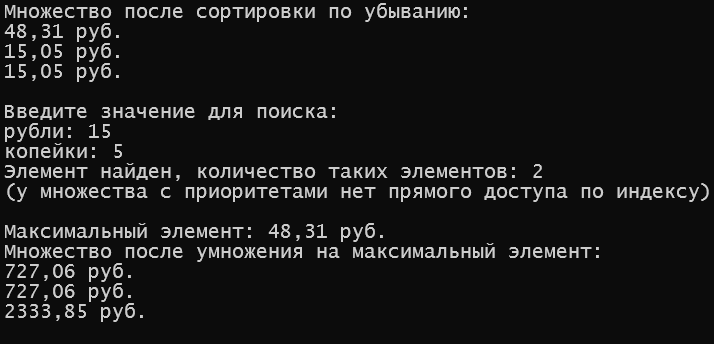 Множество после сортировки по убыванию:
48,31 руб.
15,05 руб.
15,05 руб.
Введите значение для поиска:
рубли: 15
копейки: 5
Элемент найден, количество таких элементов: 2
(у множества с приоритетами нет прямого доступа по индексу)
Максимальный элемент: 48,31 руб.
Множество после умножения на максимальный элемент:
727,06 руб.
727,06 руб.
2333,85 руб.